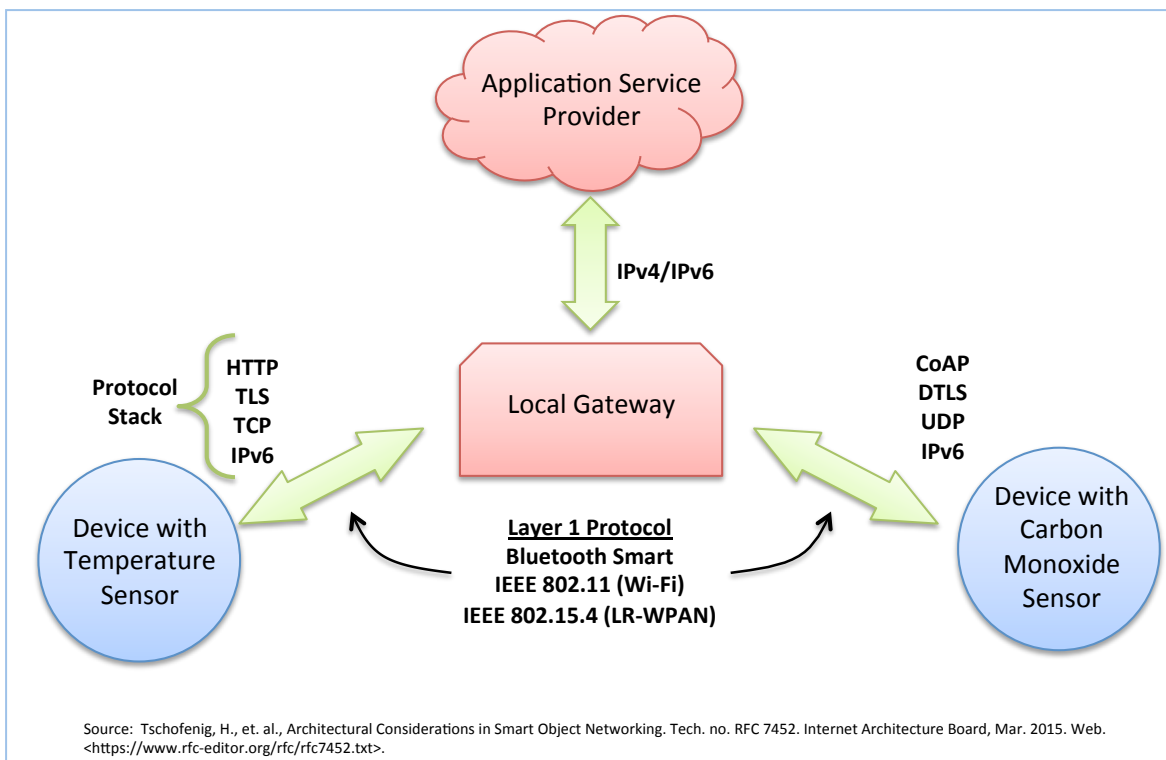 Application Service
Provider
IPv4/IPv6
Protocol
Stack
HTTP
TLS
TCP
IPv6
Local Gateway
CoAP
DTLS
UDP
IPv6
Device with
Temperature
Sensor
Layer 1 Protocol
Bluetooth Smart
IEEE 802.11 (Wi-Fi)
IEEE 802.15.4 (LR-WPAN)
Device with
Carbon
Monoxide
Sensor
Source: Tschofenig, H., et. al., Architectural Considerations in Smart Object Networking. Tech. no. RFC 7452. Internet Architecture Board, Mar. 2015. Web.
<https://www.rfc-editor.org/rfc/rfc7452.txt>.